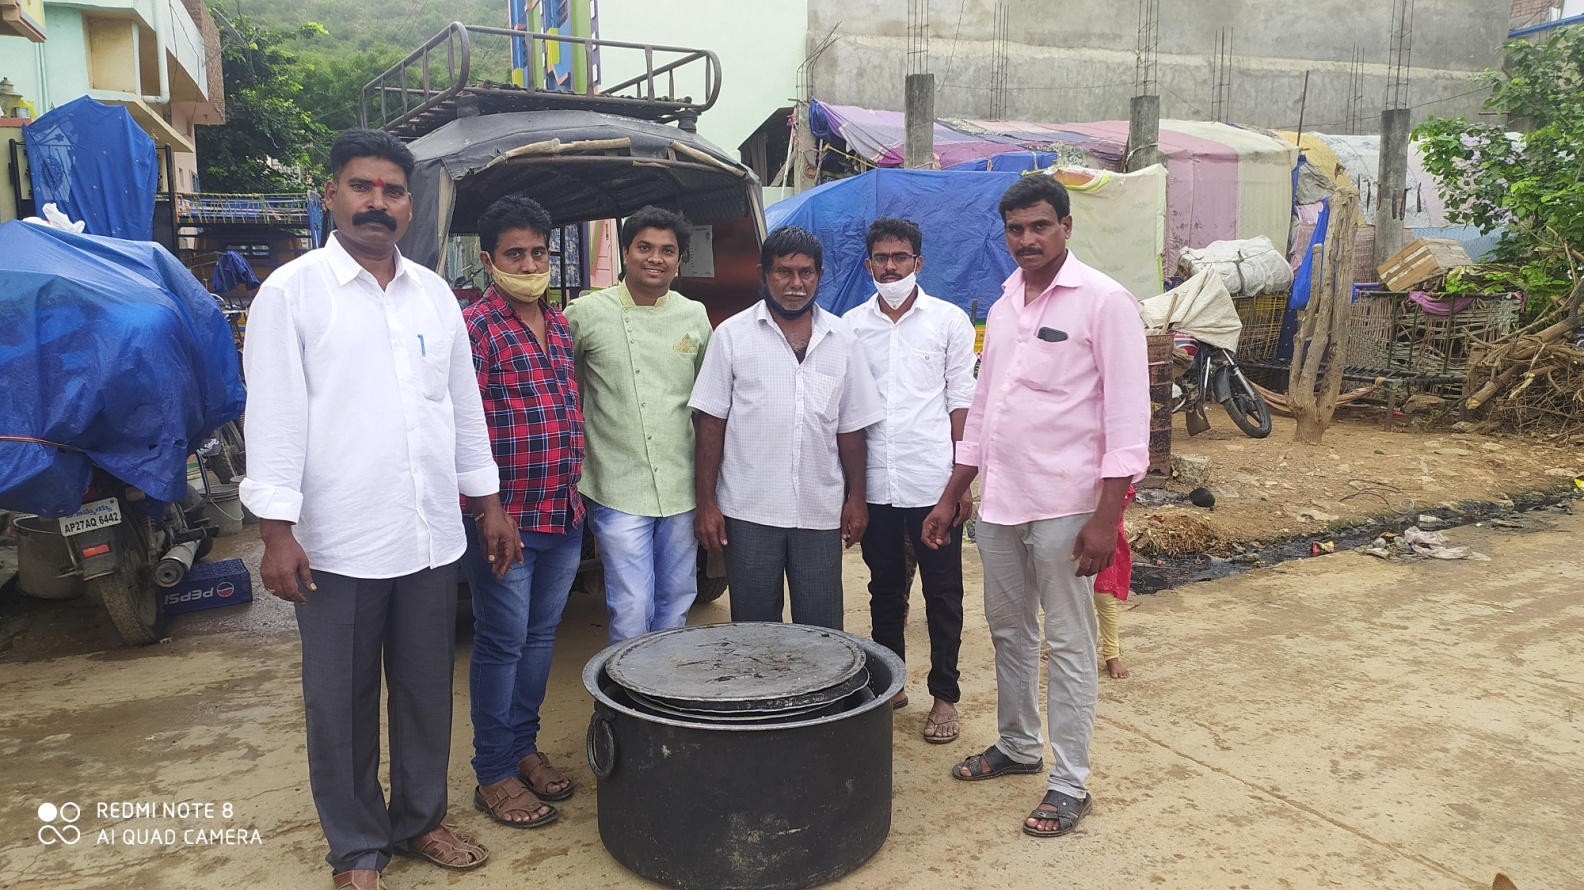 AP27AQ 6442
PEPSI
REDMI NOTE 8
AI QUAD CAMERA